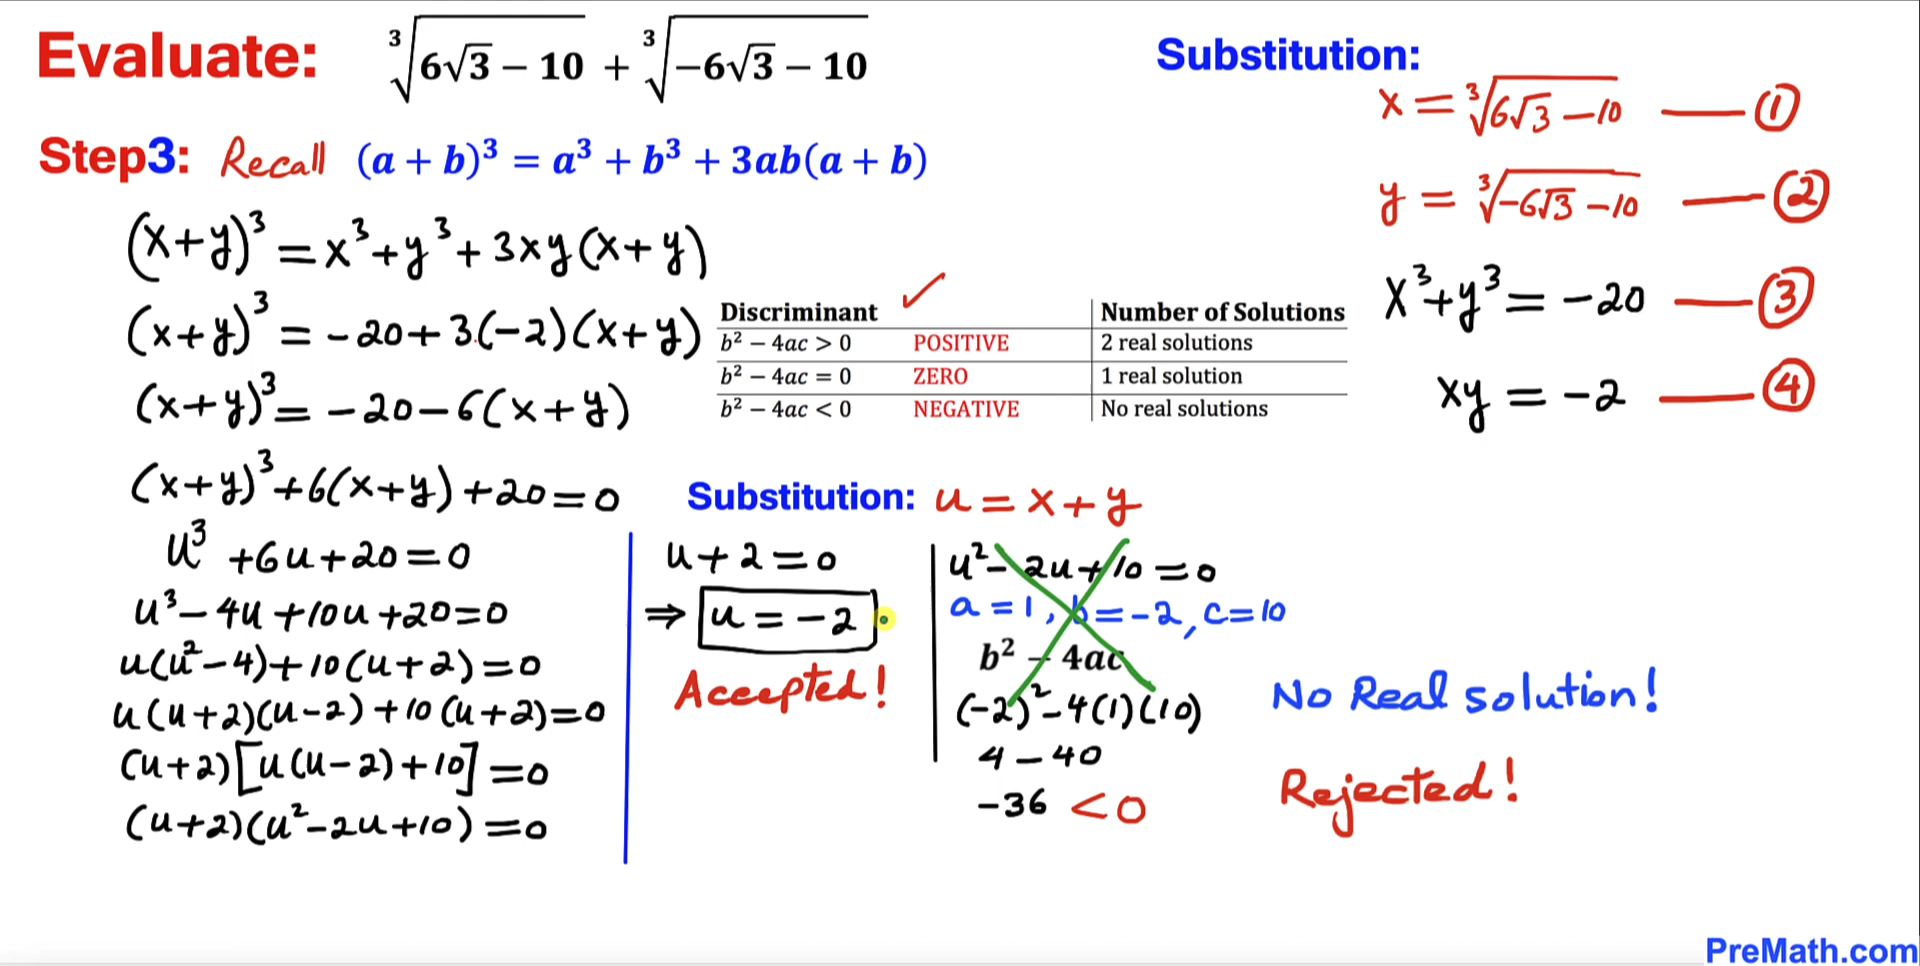 Evaluate: ∛(6√3 − 10) + ∛(−6√3 − 10)
Substitution:
x = ∛(6√3 − 10) — ①
y = ∛(−6√3 − 10) — ②
x³ + y³ = −20 — ③
xy = −2 — ④
Step3: Recall (a + b)³ = a³ + b³ + 3ab(a + b)
(x+y)³ = x³ + y³ + 3xy(x+y)
(x+y)³ = −20 + 3.(−2)(x+y)
(x+y)³ = −20 − 6(x+y)
(x+y)³ + 6(x+y) + 20 = 0
u³ + 6u + 20 = 0
u³ − 4u + 10u + 20 = 0
u(u² − 4) + 10(u+2) = 0
u(u+2)(u−2) + 10(u+2) = 0
(u+2)[u(u−2) + 10] = 0
(u+2)(u² − 2u + 10) = 0
Discriminant ✓ Number of Solutions
b² − 4ac > 0 POSITIVE 2 real solutions
b² − 4ac = 0 ZERO 1 real solution
b² − 4ac < 0 NEGATIVE No real solutions
Substitution: u = x + y
u + 2 = 0
⇒ u = −2
Accepted!
u² − 2u + 10 = 0
a = 1, b = −2, c = 10
b² − 4ac
(−2)² − 4(1)(10)
4 − 40
−36 < 0
No Real solution!
Rejected!
PreMath.com